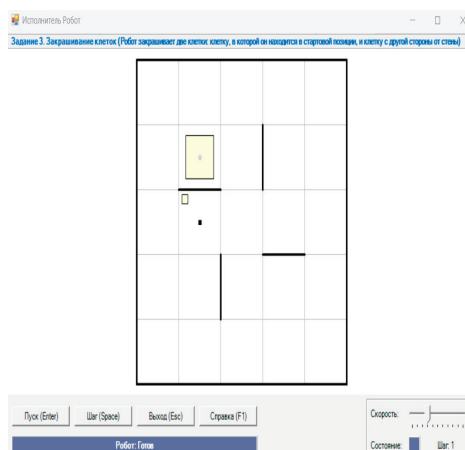 Исполнитель Робот
Задание 3. Закрашивание клеток (Робот закрашивает две клетки: клетку, в которой он находится в стартовой позиции, и клетку с другой стороны от стены)
Пуск (Enter) Шаг (Space) Выход (Esc) Справка (F1)
Скорость:
Робот: Готов
Состояние: Шаг: 1